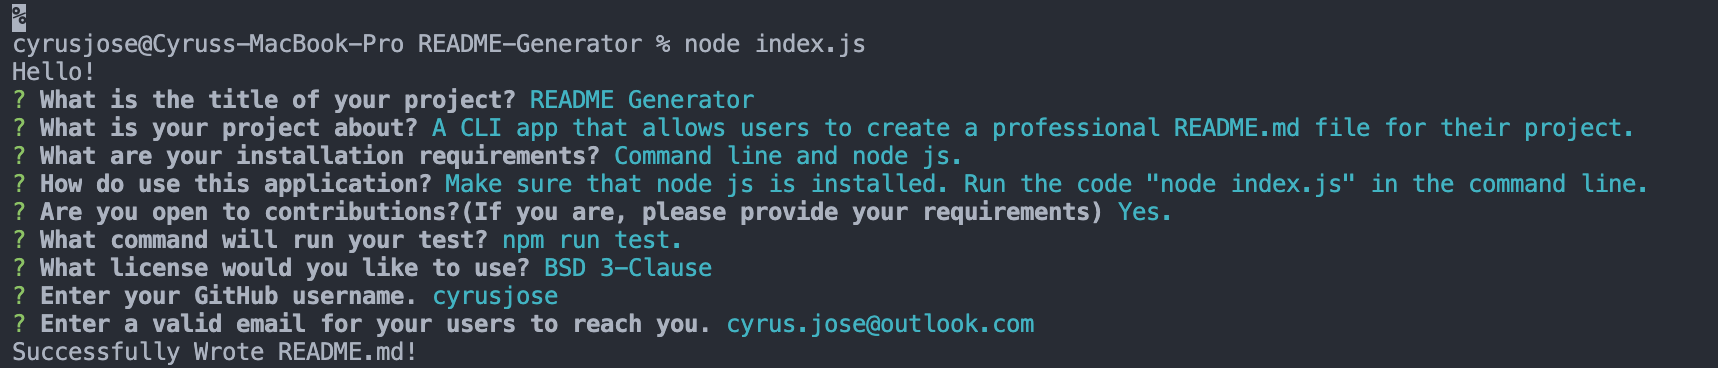 %
cyrusjose@Cyruss-MacBook-Pro README-Generator % node index.js
Hello!
? What is the title of your project? README Generator
? What is your project about? A CLI app that allows users to create a professional README.md file for their project.
? What are your installation requirements? Command line and node js.
? How do use this application? Make sure that node js is installed. Run the code "node index.js" in the command line.
? Are you open to contributions?(If you are, please provide your requirements) Yes.
? What command will run your test? npm run test.
? What license would you like to use? BSD 3-Clause
? Enter your GitHub username. cyrusjose
? Enter a valid email for your users to reach you. cyrus.jose@outlook.com
Successfully Wrote README.md!